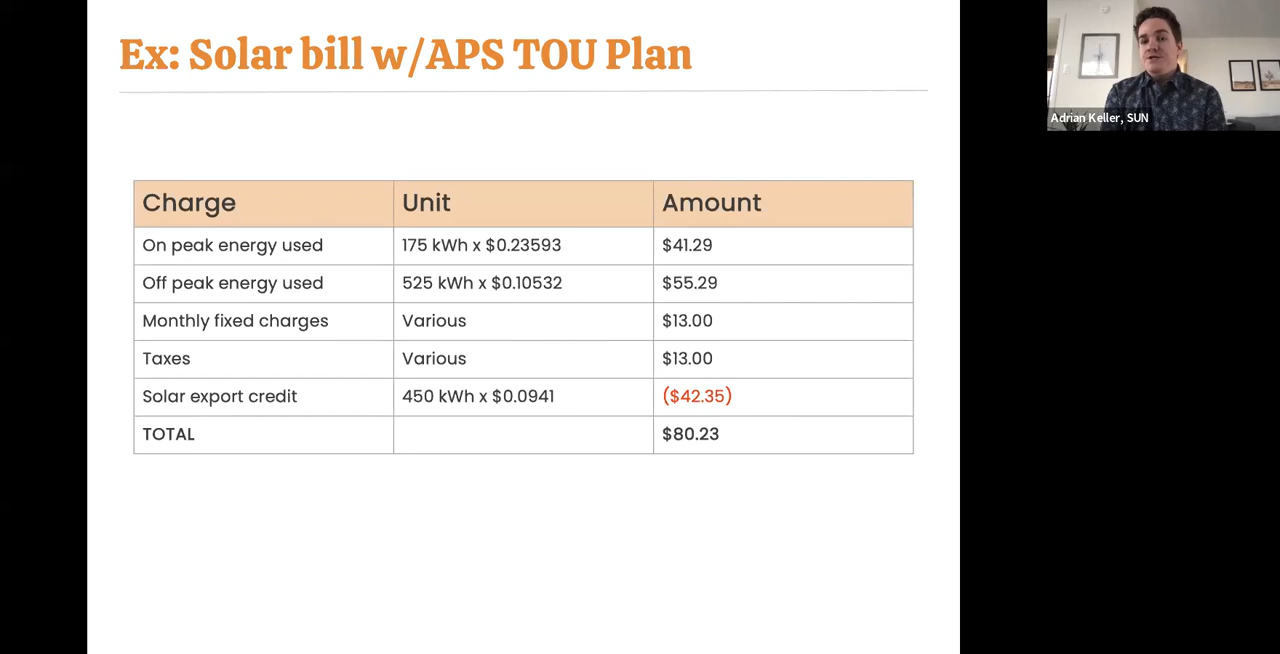 Ex: Solar bill w/APS TOU Plan
Adrian Keller, SUN
Charge Unit Amount
On peak energy used 175 kWh x $0.23593 $41.29
Off peak energy used 525 kWh x $0.10532 $55.29
Monthly fixed charges Various $13.00
Taxes Various $13.00
Solar export credit 450 kWh x $0.0941 ($42.35)
TOTAL $80.23